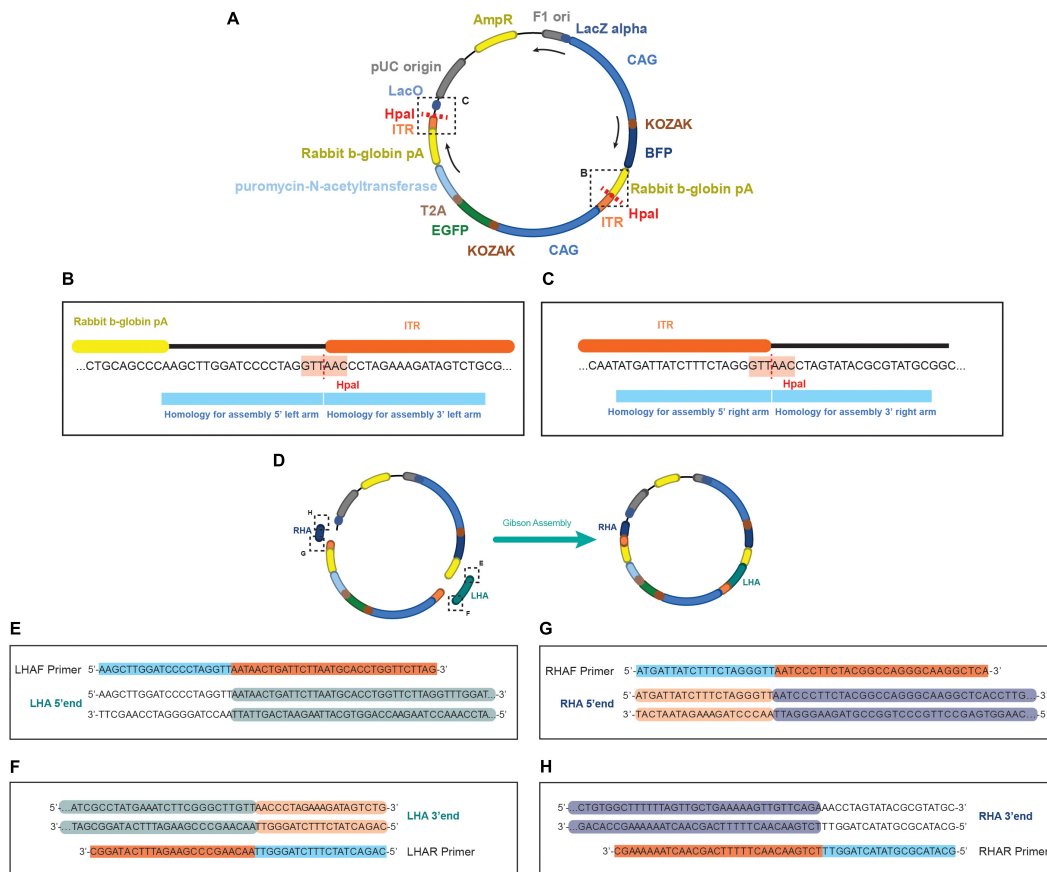 A
AmpR
F1 ori
LacZ alpha
CAG
pUC origin
LacO
C
HpaI
ITR
KOZAK
BFP
Rabbit b-globin pA
B
puromycin-N-acetyltransferase
Rabbit b-globin pA
HpaI
T2A
ITR
EGFP
KOZAK
CAG
B
Rabbit b-globin pA
ITR
...CTGCAGCCCAAGCTTGGATCCCCTAGGTTAACCCTAGAAAGATAGTCTGCG...
HpaI
Homology for assembly 5' left arm
Homology for assembly 3' left arm
C
ITR
...CAATATGATTATCTTTCTAGGGTTAACCTAGTATACGCGTATGCGGC...
HpaI
Homology for assembly 5' right arm
Homology for assembly 3' right arm
D
H
RHA
G
Gibson Assembly
E
LHA
F
RHA
LHA
E
LHAF Primer
5'-AAGCTTGGATCCCCTAGGTTAATAACTGATTCTTAATGCACCTGGTTCTTAG-3'
LHA 5'end
5'-AAGCTTGGATCCCCTAGGTTAATAACTGATTCTTAATGCACCTGGTTCTTAGGTTTGGAT...-3'
3'-TTCGAACCTAGGGGATCCAATTATTGACTAAGAATTACGTGGACCAAGAATCCAAACCTA...-5'
G
RHAF Primer
5'-ATGATTATCTTTCTAGGGTTAATCCCTTCTACGGCCAGGGCAAGGCTCA-3'
RHA 5'end
5'-ATGATTATCTTTCTAGGGTTAATCCCTTCTACGGCCAGGGCAAGGCTCACCTTG...-3'
3'-TACTAATAGAAAGATCCCAATTAGGGAAGATGCCGGTCCCGTTCCGAGTGGAAC...-5'
F
5'-...ATCGCCTATGAAATCTTCGGGCTTGTTAACCCTAGAAAGATAGTCTG-3'
3'-...TAGCGGATACTTTAGAAGCCCGAACAATTGGGATCTTTCTATCAGAC-5'
LHA 3'end
3'-CGGATACTTTAGAAGCCCGAACAATTGGGATCTTTCTATCAGAC-5'
LHAR Primer
H
5'-...CTGTGGCTTTTTTAGTTGCTGAAAAAGTTGTTCAGAAACCTAGTATACGCGTATGC-3'
3'-...GACACCGAAAAAATCAACGACTTTTTCAACAAGTCTTTGGATCATATGCGCATACG-5'
RHA 3'end
3'-CGAAAAAATCAACGACTTTTTCAACAAGTCTTTGGATCATATGCGCATACG-5'
RHAR Primer